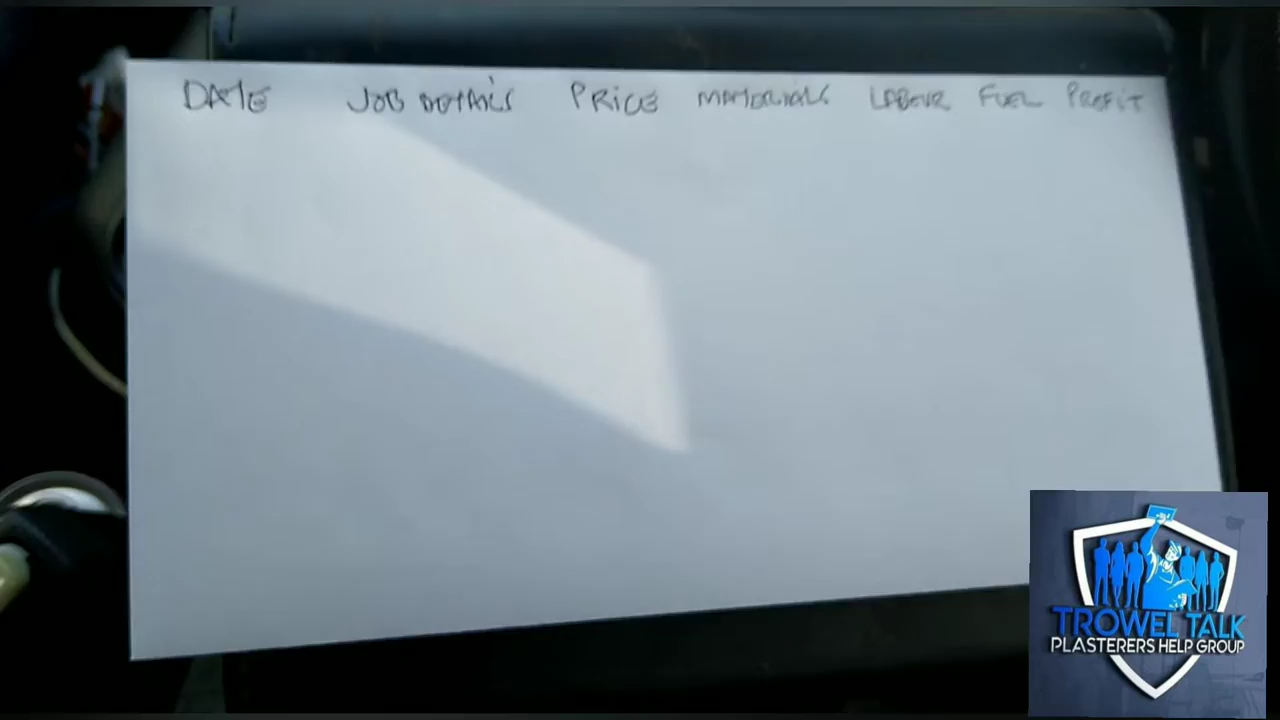 DATE JOB DETAILS PRICE MATERIALS LABOUR FUEL PROFIT
TROWEL TALK
PLASTERERS HELP GROUP